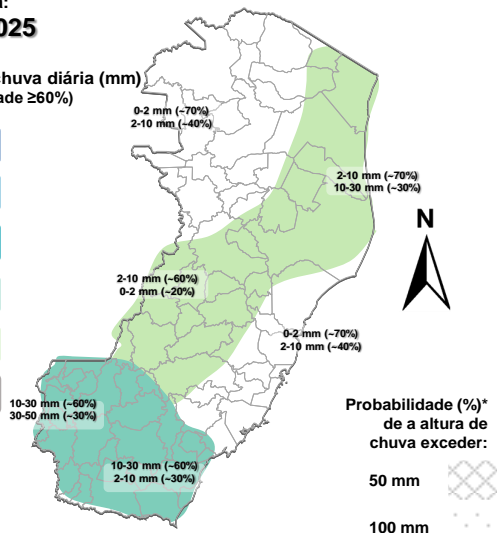 025
chuva diária (mm)
ade ≥60%)
0-2 mm (~70%)
2-10 mm (~40%)
2-10 mm (~70%)
10-30 mm (~30%)
N
2-10 mm (~60%)
0-2 mm (~20%)
0-2 mm (~70%)
2-10 mm (~40%)
10-30 mm (~60%)
30-50 mm (~30%)
10-30 mm (~60%)
2-10 mm (~30%)
Probabilidade (%)*
de a altura de
chuva exceder:
50 mm
100 mm